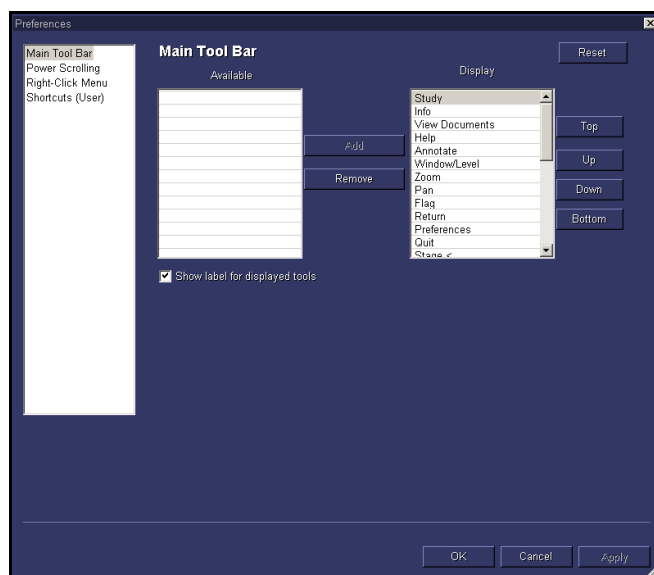 Preferences
Main Tool Bar
Power Scrolling
Right-Click Menu
Shortcuts (User)
Main Tool Bar
Reset
Available
Display
Study
Info
View Documents
Help
Annotate
Window/Level
Zoom
Pan
Flag
Return
Preferences
Quit
Stage <
Add
Remove
Top
Up
Down
Bottom
Show label for displayed tools
OK
Cancel
Apply